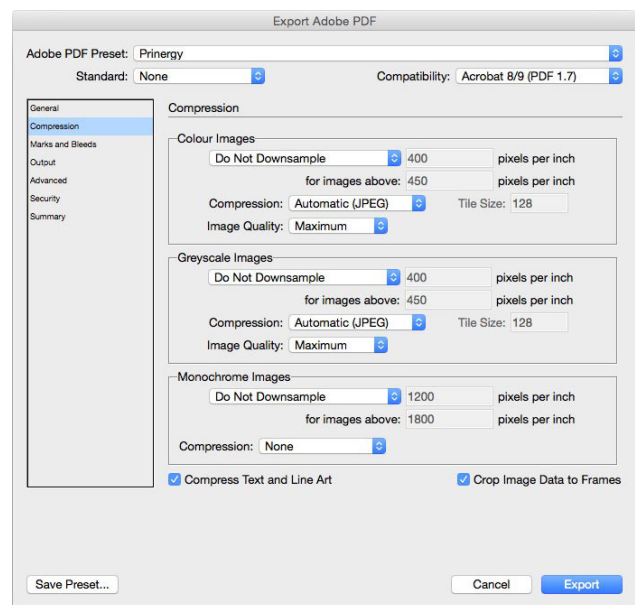 Export Adobe PDF
Adobe PDF Preset: Prinergy
Standard: None Compatibility: Acrobat 8/9 (PDF 1.7)
General
Compression
Marks and Bleeds
Output
Advanced
Security
Summary
Compression
Colour Images
Do Not Downsample 400 pixels per inch
for images above: 450 pixels per inch
Compression: Automatic (JPEG) Tile Size: 128
Image Quality: Maximum
Greyscale Images
Do Not Downsample 400 pixels per inch
for images above: 450 pixels per inch
Compression: Automatic (JPEG) Tile Size: 128
Image Quality: Maximum
Monochrome Images
Do Not Downsample 1200 pixels per inch
for images above: 1800 pixels per inch
Compression: None
Compress Text and Line Art Crop Image Data to Frames
Save Preset... Cancel Export